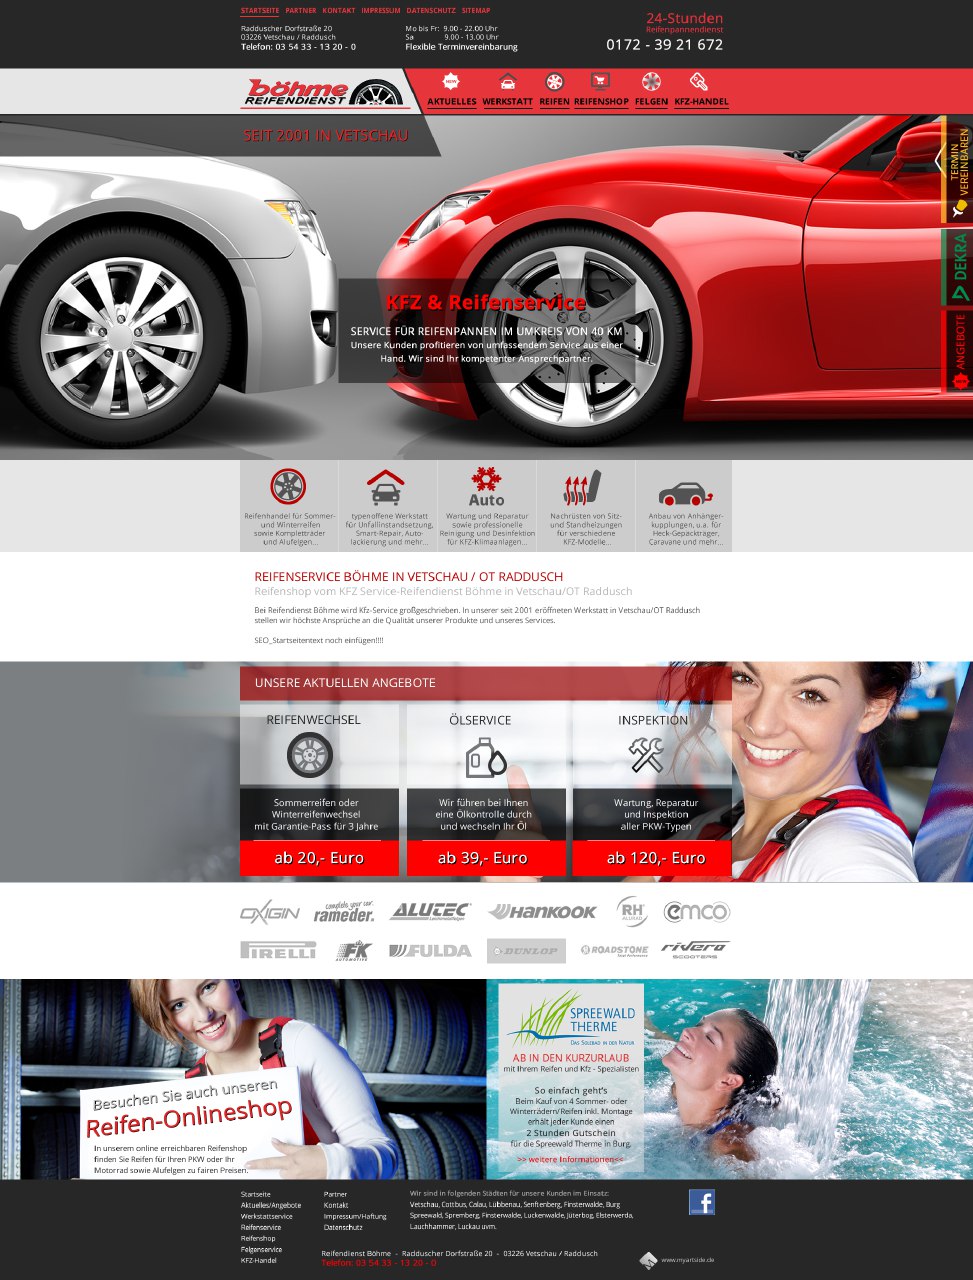 STARTSEITE PARTNER KONTAKT IMPRESSUM DATENSCHUTZ SITEMAP
Radduscher Dorfstraße 20
03226 Vetschau / Raddusch
Telefon: 03 54 33 - 13 20 - 0
Mo bis Fr: 9.00 - 22.00 Uhr
Sa 9.00 - 13.00 Uhr
Flexible Terminvereinbarung
24-Stunden
Reifenpannendienst
0172 - 39 21 672
böhme
REIFENDIENST
NEW
AKTUELLES WERKSTATT REIFEN REIFENSHOP FELGEN KFZ-HANDEL
SEIT 2001 IN VETSCHAU
TERMIN
VEREINBAREN
DEKRA
ANGEBOTE
KFZ & Reifenservice
SERVICE FÜR REIFENPANNEN IM UMKREIS VON 40 KM
Unsere Kunden profitieren von umfassendem Service aus einer
Hand. Wir sind Ihr kompetenter Ansprechpartner.
Reifenhandel für Sommer-
und Winterreifen
sowie Kompletträder
und Alufelgen...
typenoffene Werkstatt
für Unfallinstandsetzung,
Smart-Repair, Auto-
lackierung und mehr...
Auto
Wartung und Reparatur
sowie professionelle
Reinigung und Desinfektion
für KFZ-Klimaanlagen...
Nachrüsten von Sitz-
und Standheizungen
für verschiedene
KFZ-Modelle...
Anbau von Anhänger-
kupplungen, u.a. für
Heck-Gepäckträger,
Caravane und mehr...
REIFENSERVICE BÖHME IN VETSCHAU / OT RADDUSCH
Reifenshop vom KFZ Service-Reifendienst Böhme in Vetschau/OT Raddusch
Bei Reifendienst Böhme wird Kfz-Service großgeschrieben. In unserer seit 2001 eröffneten Werkstatt in Vetschau/OT Raddusch
stellen wir höchste Ansprüche an die Qualität unserer Produkte und unseres Services.
SEO_Startseitentext noch einfügen!!!!
UNSERE AKTUELLEN ANGEBOTE
REIFENWECHSEL
Sommerreifen oder
Winterreifenwechsel
mit Garantie-Pass für 3 Jahre
ab 20,- Euro
ÖLSERVICE
Wir führen bei Ihnen
eine Ölkontrolle durch
und wechseln Ihr Öl
ab 39,- Euro
INSPEKTION
Wartung, Reparatur
und Inspektion
aller PKW-Typen
ab 120,- Euro
OXIGIN
complete your car.
rameder.
ALUTEC
HANKOOK
RH
ALURAD
emco
PIRELLI
FK
AUTOMOTIVE
FULDA
DUNLOP
ROADSTONE
rivero
SCOOTERS
Besuchen Sie auch unseren
Reifen-Onlineshop
In unserem online erreichbaren Reifenshop
finden Sie Reifen für Ihren PKW oder Ihr
Motorrad sowie Alufelgen zu fairen Preisen.
SPREEWALD
THERME
DAS SOLEBAD IN DER NATUR
AB IN DEN KURZURLAUB
mit Ihrem Reifen und Kfz - Spezialisten
So einfach geht's
Beim Kauf von 4 Sommer- oder
Winterrädern/Reifen inkl. Montage
erhält jeder Kunde einen
2 Stunden Gutschein
für die Spreewald Therme in Burg.
>> weitere Informationen<<
Startseite
Aktuelles/Angebote
Werkstattservice
Reifenservice
Reifenshop
Felgenservice
KFZ-Handel
Partner
Kontakt
Impressum/Haftung
Datenschutz
Wir sind in folgenden Städten für unsere Kunden im Einsatz:
Vetschau, Cottbus, Calau, Lübbenau, Senftenberg, Finsterwalde, Burg
Spreewald, Spremberg, Finsterwalde, Luckenwalde, Jüterbog, Elsterwerda,
Lauchhammer, Luckau uvm.
f
Reifendienst Böhme - Radduscher Dorfstraße 20 - 03226 Vetschau / Raddusch
Telefon: 03 54 33 - 13 20 - 0
www.myartside.de